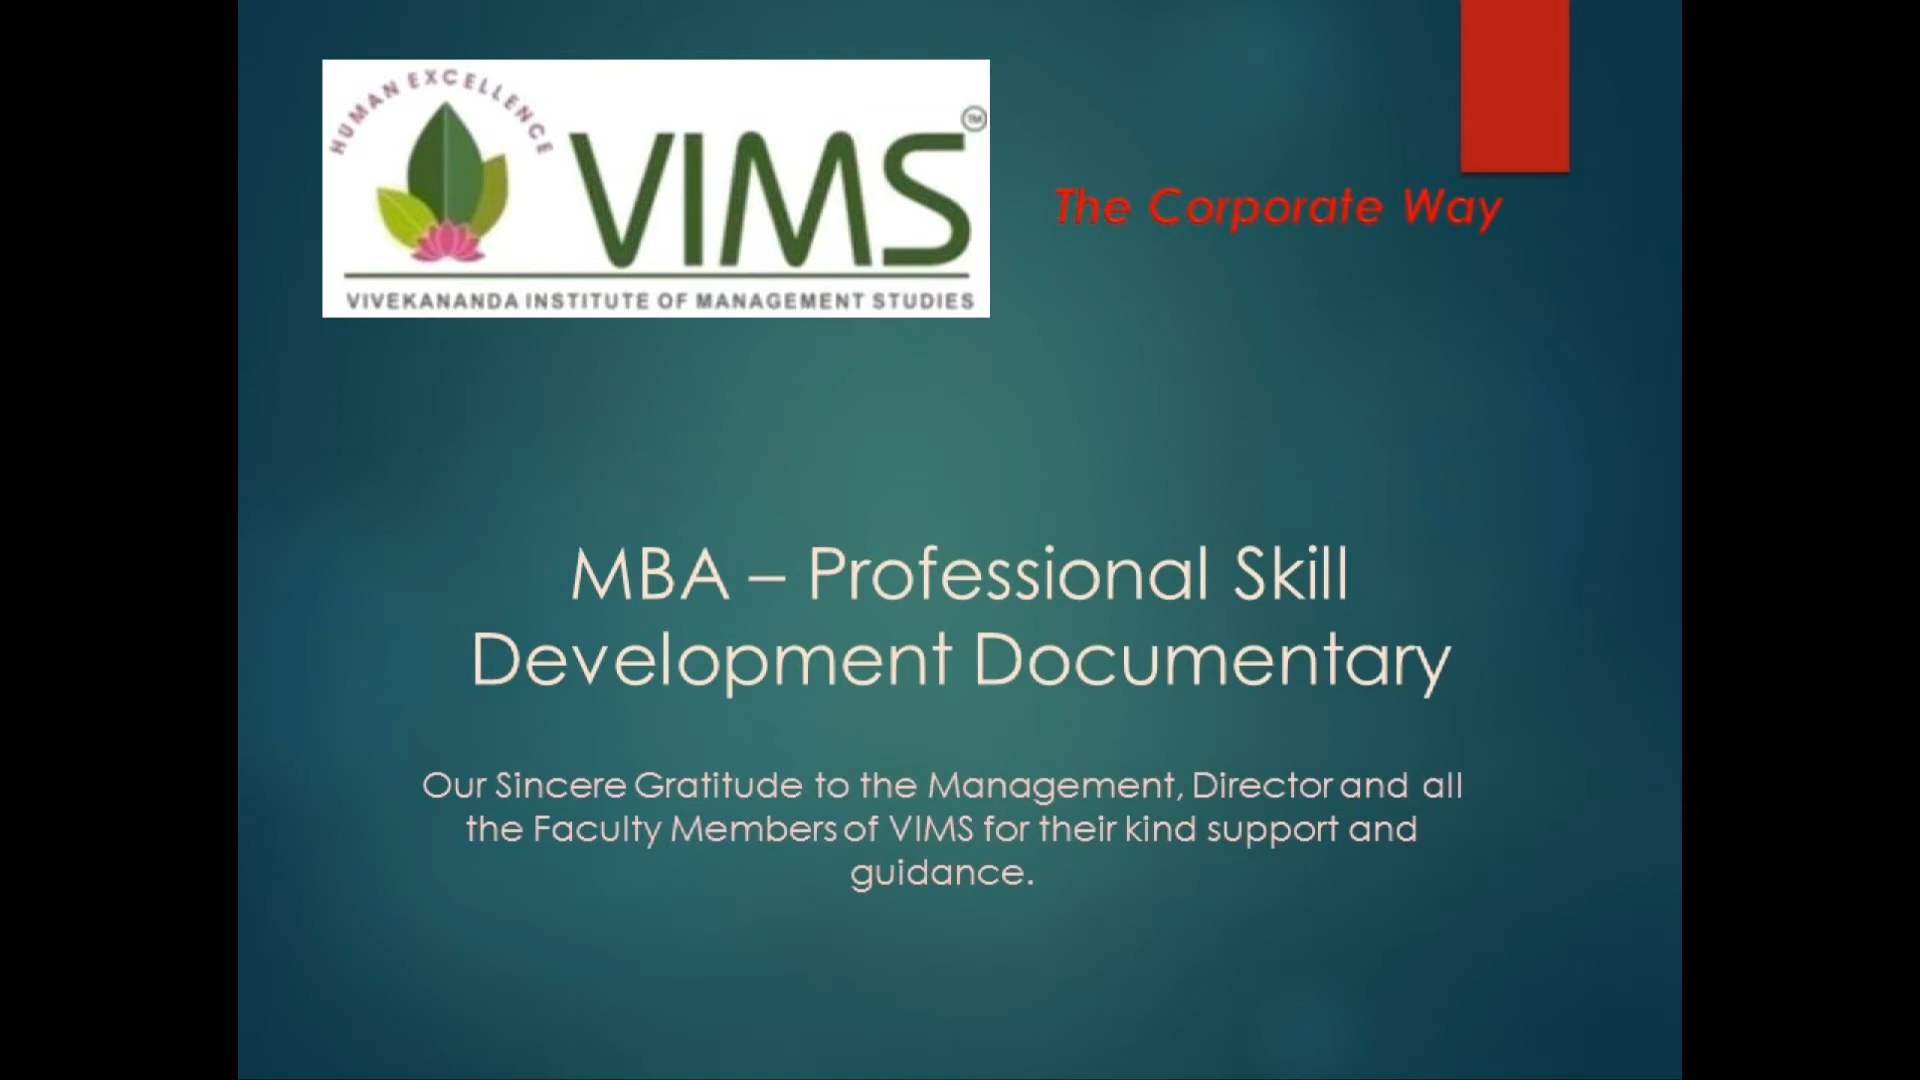 HUMAN EXCELLENCE
VIMS
TM
VIVEKANANDA INSTITUTE OF MANAGEMENT STUDIES
The Corporate Way
MBA – Professional Skill
Development Documentary
Our Sincere Gratitude to the Management, Director and all
the Faculty Members of VIMS for their kind support and
guidance.